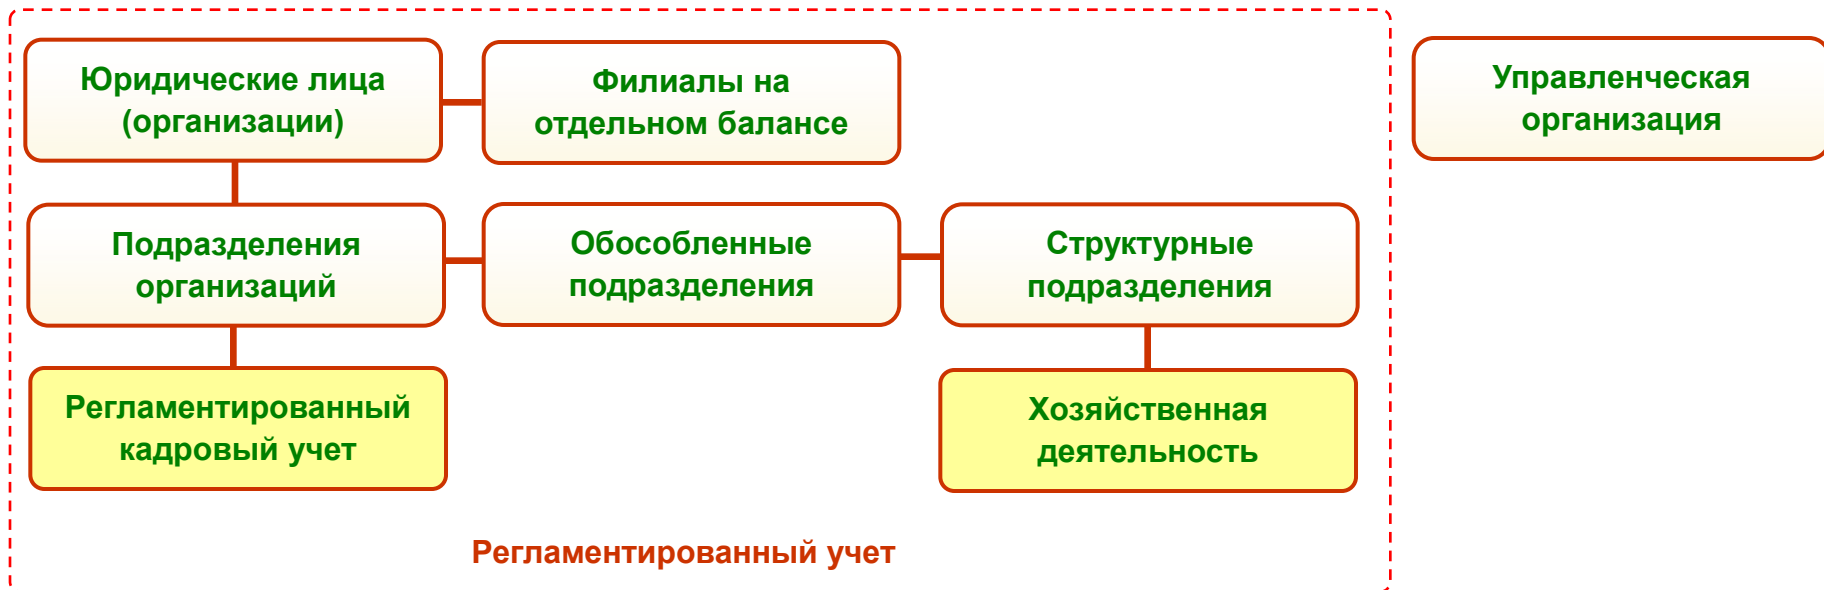 Юридические лица
(организации)
Филиалы на
отдельном балансе
Управленческая
организация
Подразделения
организаций
Обособленные
подразделения
Структурные
подразделения
Регламентированный
кадровый учет
Хозяйственная
деятельность
Регламентированный учет